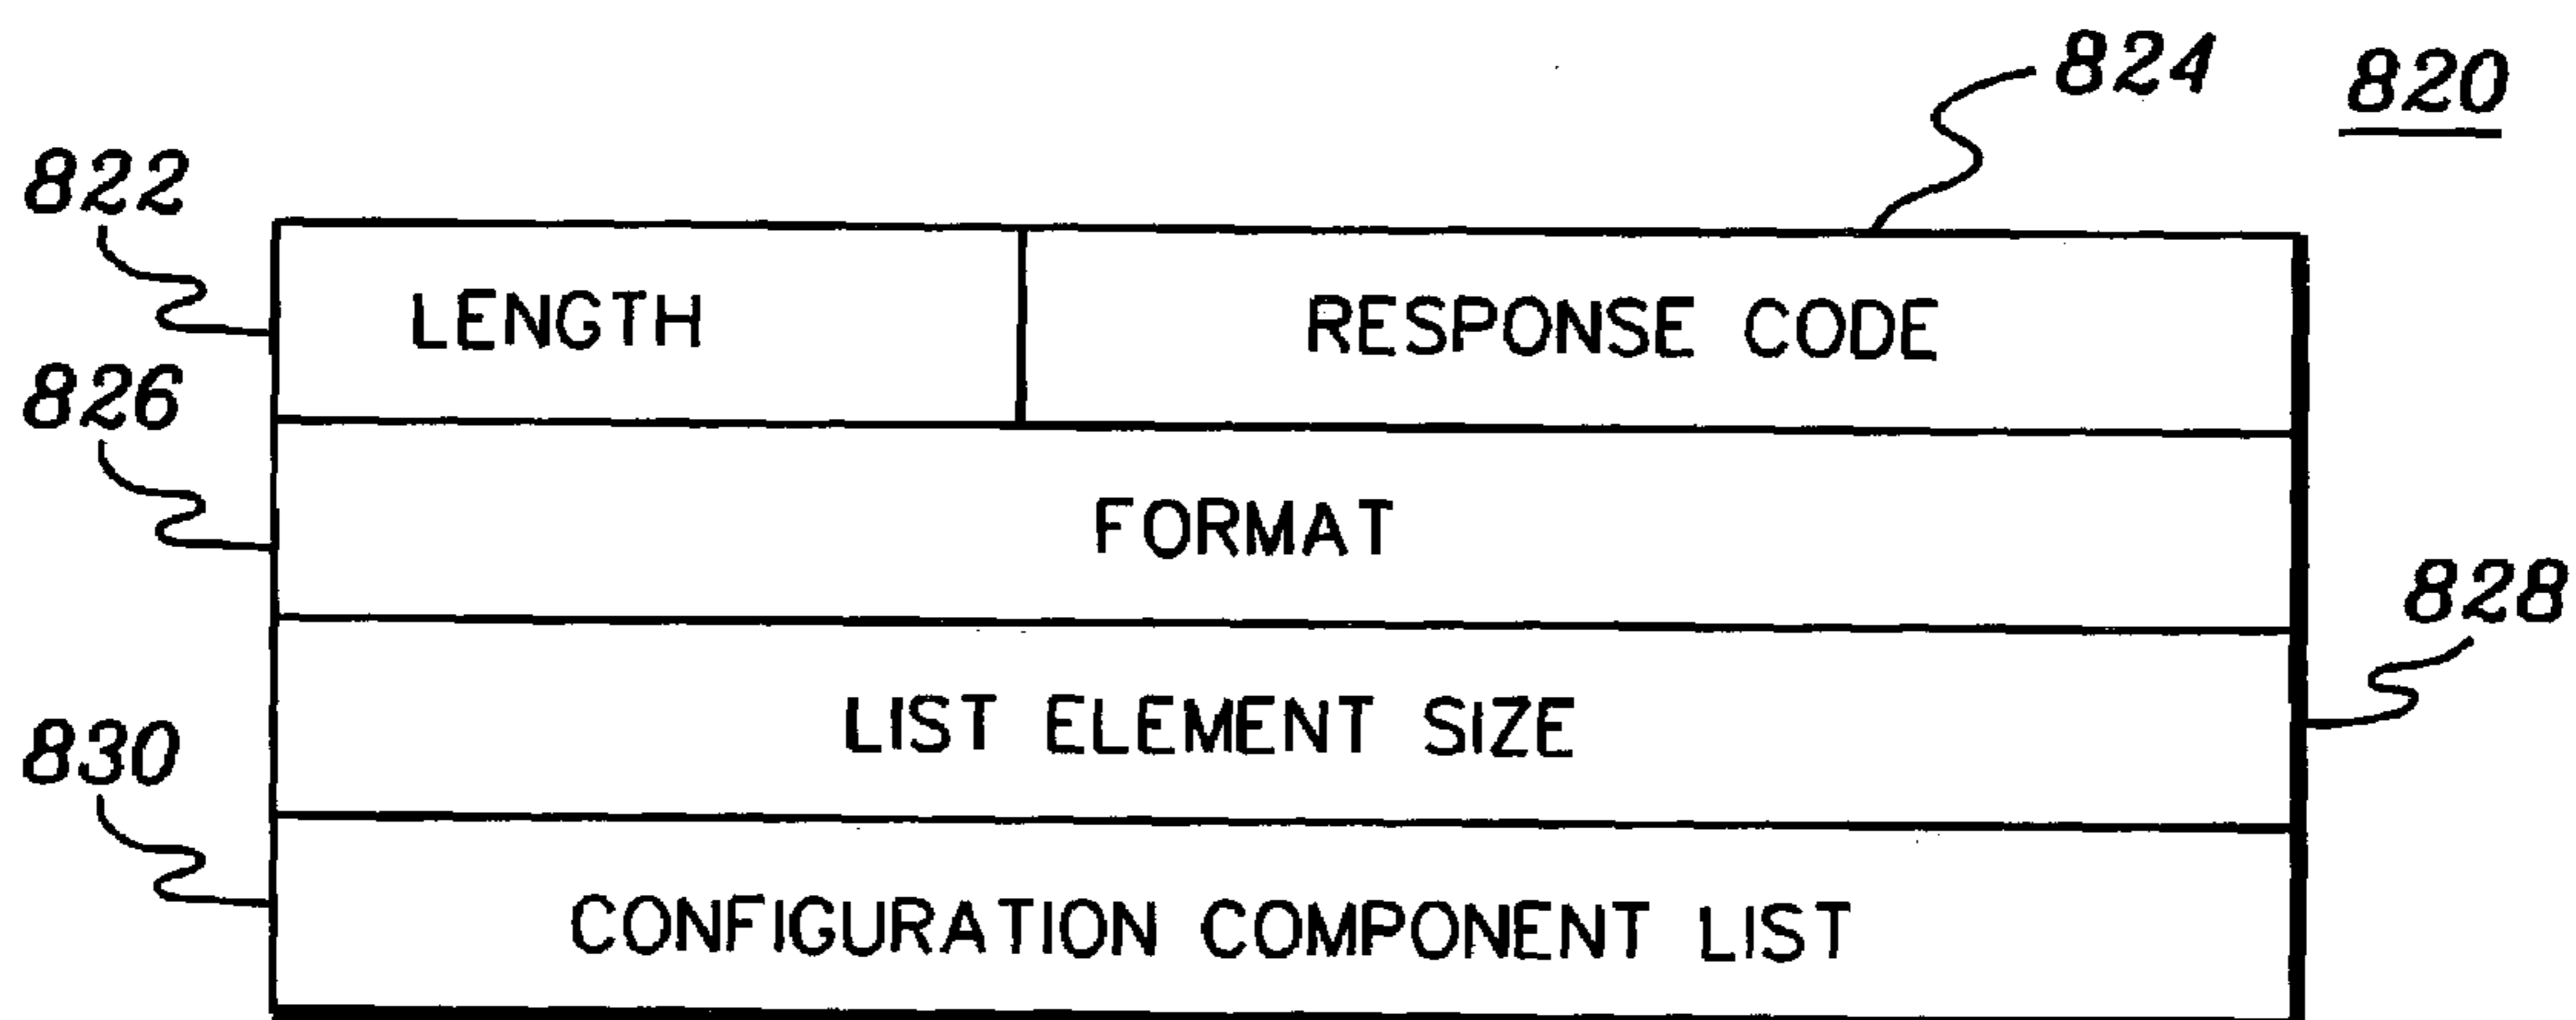 824 820
822
LENGTH RESPONSE CODE
826
FORMAT
828
LIST ELEMENT SIZE
830
CONFIGURATION COMPONENT LIST